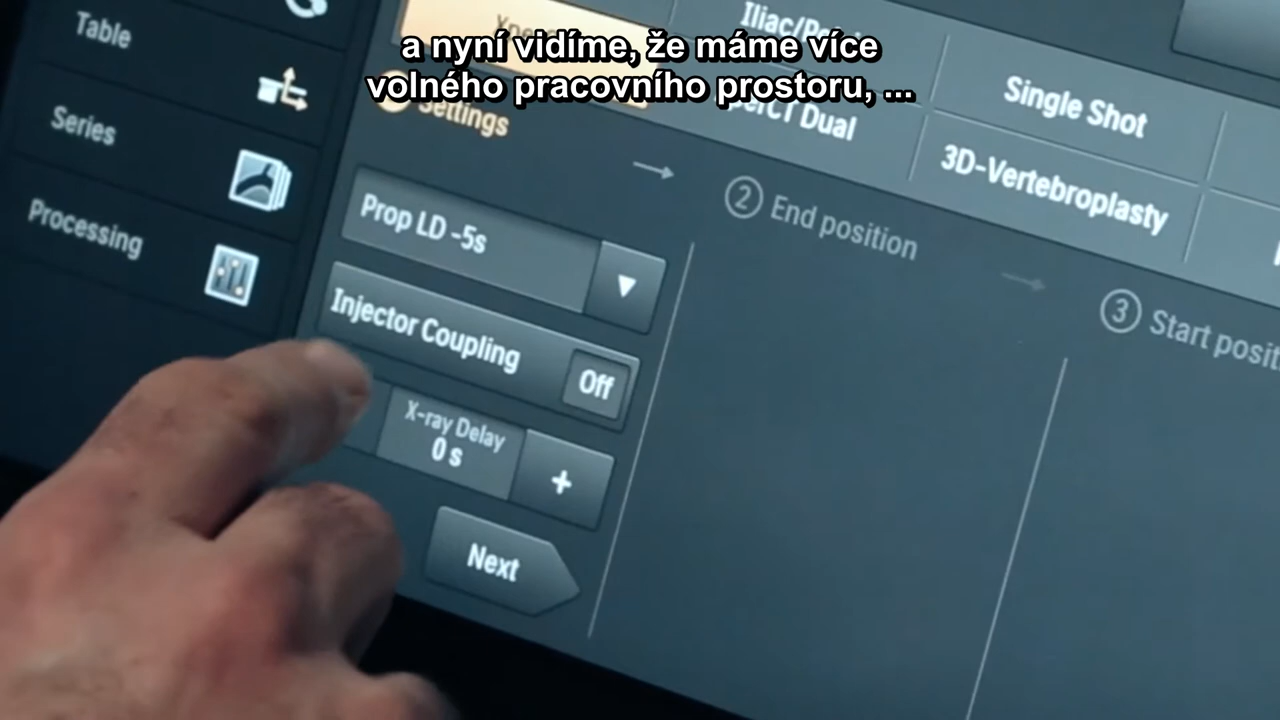 a nyní vidíme, že máme více
volného pracovního prostoru, ...
Table
Series
Processing
Single Shot
Dual
3D-Vertebroplasty
Settings
Prop LD -5s
Injector Coupling
Off
X-ray Delay
0 s
+
Next
2 End position
3 Start